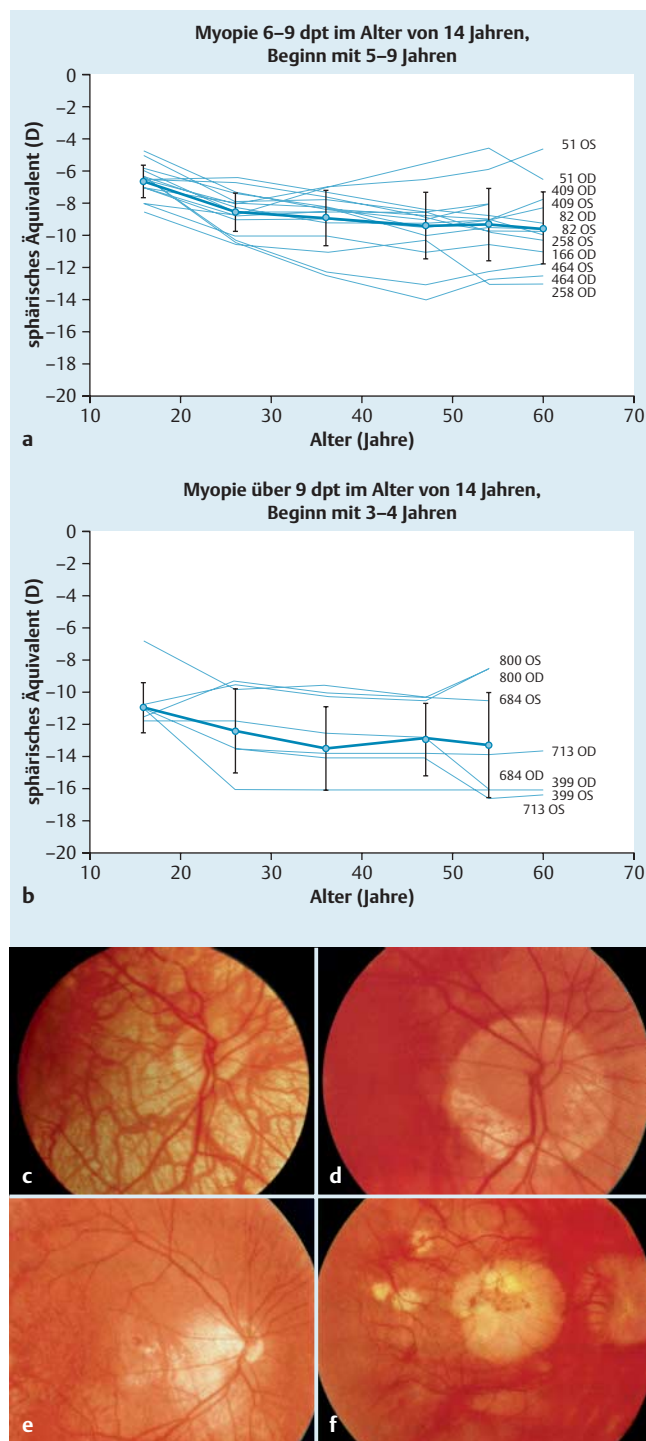 Myopie 6–9 dpt im Alter von 14 Jahren,
Beginn mit 5–9 Jahren
sphärisches Äquivalent (D)
0
–2
–4
–6
–8
–10
–12
–14
–16
–18
–20
51 OS
51 OD
409 OD
409 OS
82 OD
82 OS
258 OS
166 OD
464 OS
464 OD
258 OD
10 20 30 40 50 60 70
a
Alter (Jahre)
Myopie über 9 dpt im Alter von 14 Jahren,
Beginn mit 3–4 Jahren
sphärisches Äquivalent (D)
0
–2
–4
–6
–8
–10
–12
–14
–16
–18
–20
800 OS
800 OD
684 OS
713 OD
684 OD
399 OD
399 OS
713 OS
10 20 30 40 50 60 70
b
Alter (Jahre)
c
d
e
f